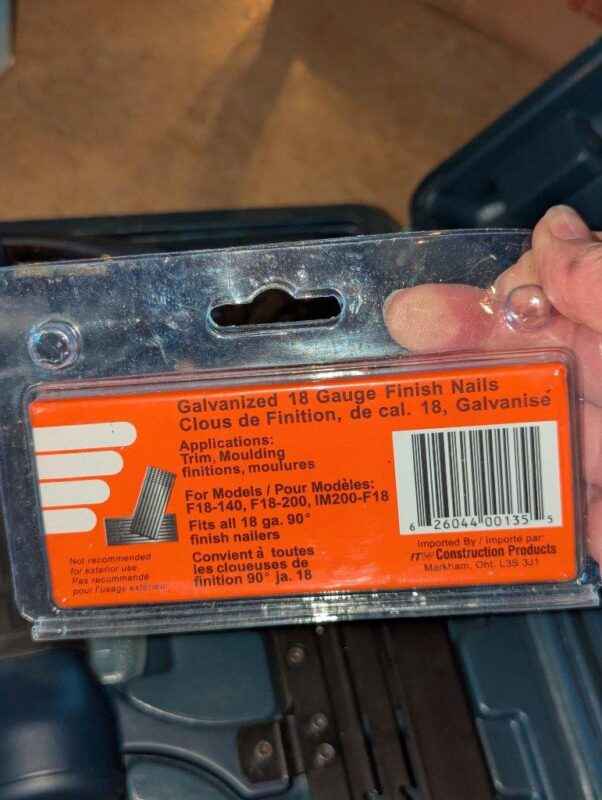 Galvanized 18 Gauge Finish Nails
Clous de Finition, de cal. 18, Galvanisé
Applications:
Trim, Moulding
finitions, moulures
For Models / Pour Modèles:
F18-140, F18-200, IM200-F18
Fits all 18 ga. 90°
finish nailers
Convient à toutes
les cloueuses de
finition 90° ja. 18
Not recommended
for exterior use.
Pas recommande
pour l'usage exterieur
6 26044 00135 5
Imported By / importé par:
ITW Construction Products
Markham, Ont. L3S 3J1